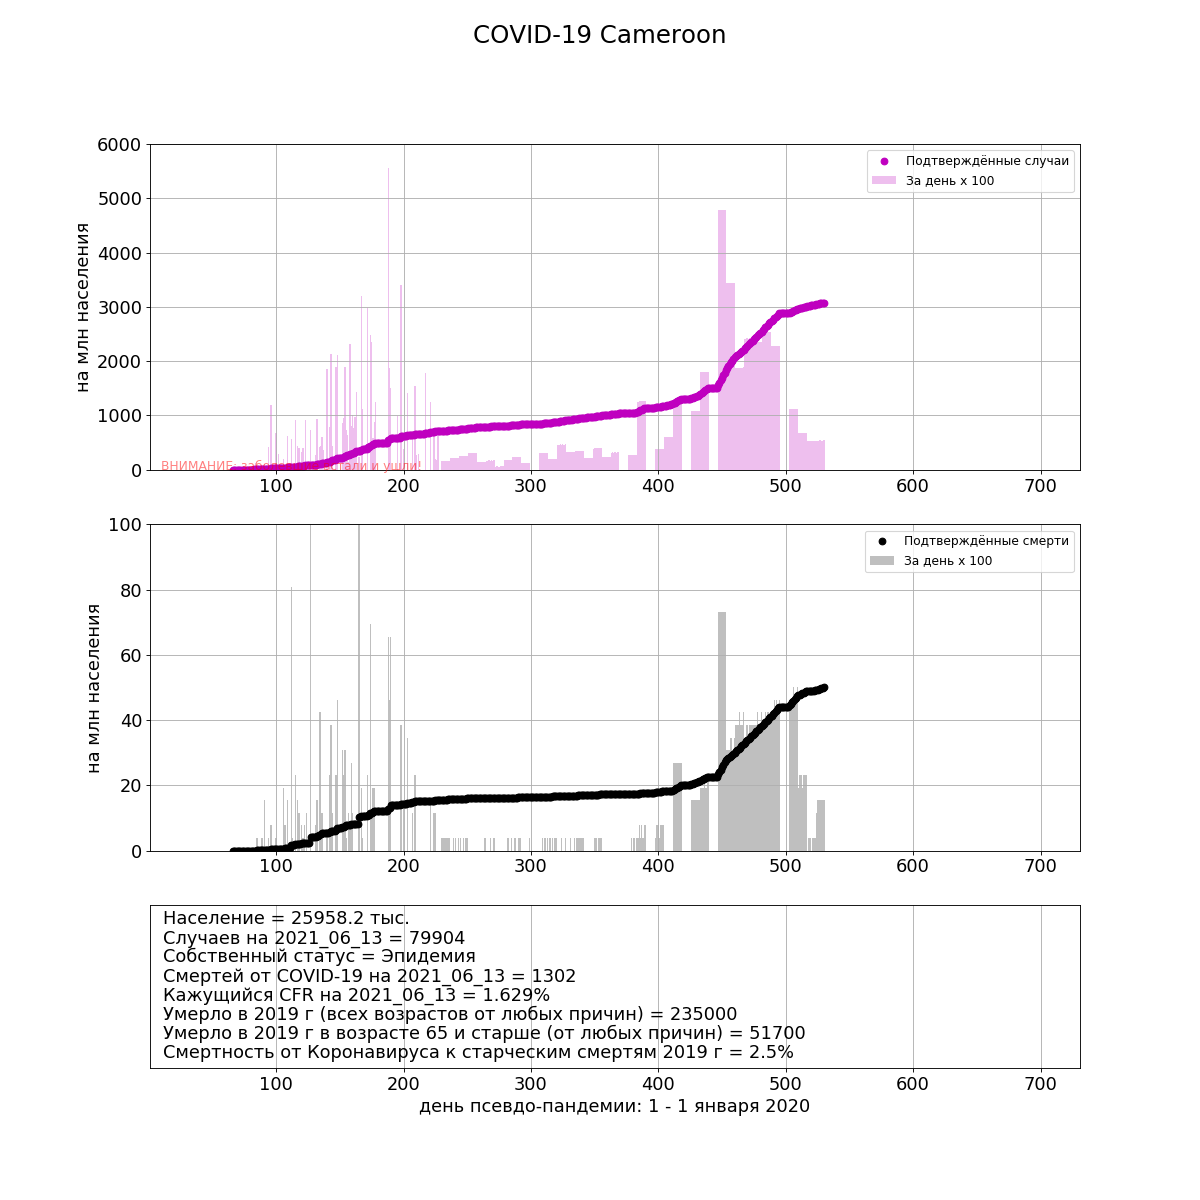 COVID-19 Cameroon
6000
5000
4000
3000
2000
1000
0
на млн населения
Подтверждённые случаи
За день x 100
ВНИМАНИЕ: и ушли!
100 200 300 400 500 600 700
100
80
60
40
20
0
на млн населения
Подтверждённые смерти
За день x 100
100 200 300 400 500 600 700
Население = 25958.2 тыс.
Случаев на 2021_06_13 = 79904
Собственный статус = Эпидемия
Смертей от COVID-19 на 2021_06_13 = 1302
Кажущийся CFR на 2021_06_13 = 1.629%
Умерло в 2019 г (всех возрастов от любых причин) = 235000
Умерло в 2019 г в возрасте 65 и старше (от любых причин) = 51700
Смертность от Коронавируса к старческим смертям 2019 г = 2.5%
100 200 300 400 500 600 700
день псевдо-пандемии: 1 - 1 января 2020